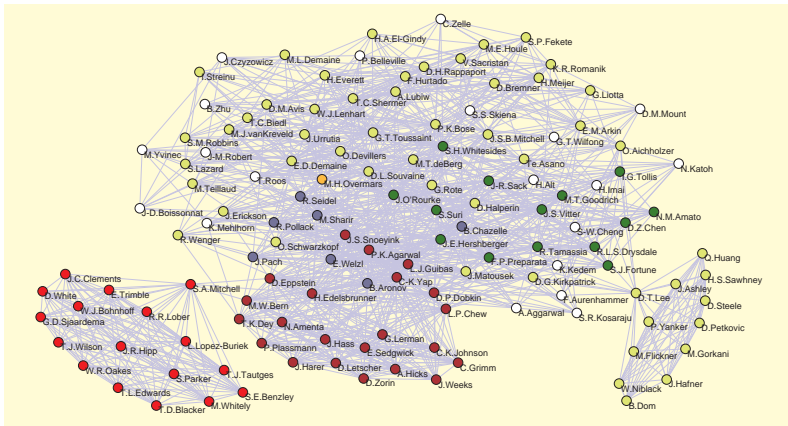 C.Zelle
H.A.El-Gindy
S.P.Fekete
M.E.Houle
J.Czyzowicz
M.L.Demaine
P.Belleville
V.Sacristan
D.H.Rappaport
K.R.Romanik
I.Streinu
H.Everett
F.Hurtado
H.Meijer
D.Bremner
G.Liotta
A.Lubiw
T.C.Shermer
B.Zhu
D.M.Avis
W.J.Lenhart
S.S.Skiena
D.M.Mount
T.C.Biedl
M.J.vanKreveld
P.K.Bose
E.M.Arkin
S.M.Robbins
J.Urrutia
G.T.Toussaint
J.S.B.Mitchell
G.T.Wilfong
S.H.Whitesides
O.Aichholzer
M.Yvinec
J-M.Robert
O.Devillers
E.D.Demaine
M.T.deBerg
Te.Asano
N.Katoh
S.Lazard
D.L.Souvaine
I.G.Tollis
T.Roos
M.H.Overmars
J-R.Sack
H.Alt
H.Imai
M.Teillaud
G.Rote
M.T.Goodrich
R.Seidel
J.O'Rourke
D.Halperin
J.S.Vitter
J-D.Boissonnat
J.Erickson
M.Sharir
S.Suri
N.M.Amato
K.Mehlhorn
R.Pollack
B.Chazelle
S-W.Cheng
D.Z.Chen
R.Wenger
O.Schwarzkopf
J.S.Snoeyink
J.E.Hershberger
R.Tamassia
R.L.S.Drysdale
P.K.Agarwal
J.Pach
E.Welzl
L.J.Guibas
F.P.Preparata
K.Kedem
S.J.Fortune
Q.Huang
J.C.Clements
S.A.Mitchell
D.Eppstein
C-K.Yap
J.Matousek
D.G.Kirkpatrick
H.S.Sawhney
J.Ashley
B.Aronov
D.White
E.Trimble
H.Edelsbrunner
D.P.Dobkin
F.Aurenhammer
D.T.Lee
D.Steele
M.W.Bern
W.J.Bohnhoff
R.R.Lober
L.P.Chew
A.Aggarwal
S.R.Kosaraju
G.D.Sjaardema
T.K.Dey
N.Amenta
P.Yanker
D.Petkovic
T.J.Wilson
J.R.Hipp
L.Lopez-Buriek
P.Plassmann
J.Hass
G.Lerman
E.Sedgwick
C.K.Johnson
M.Flickner
M.Gorkani
W.R.Oakes
S.Parker
T.J.Tautges
J.Harer
D.Letscher
A.Hicks
C.Grimm
T.L.Edwards
D.Zorin
J.Weeks
W.Niblack
J.Hafner
T.D.Blacker
M.Whitely
S.E.Benzley
B.Dom